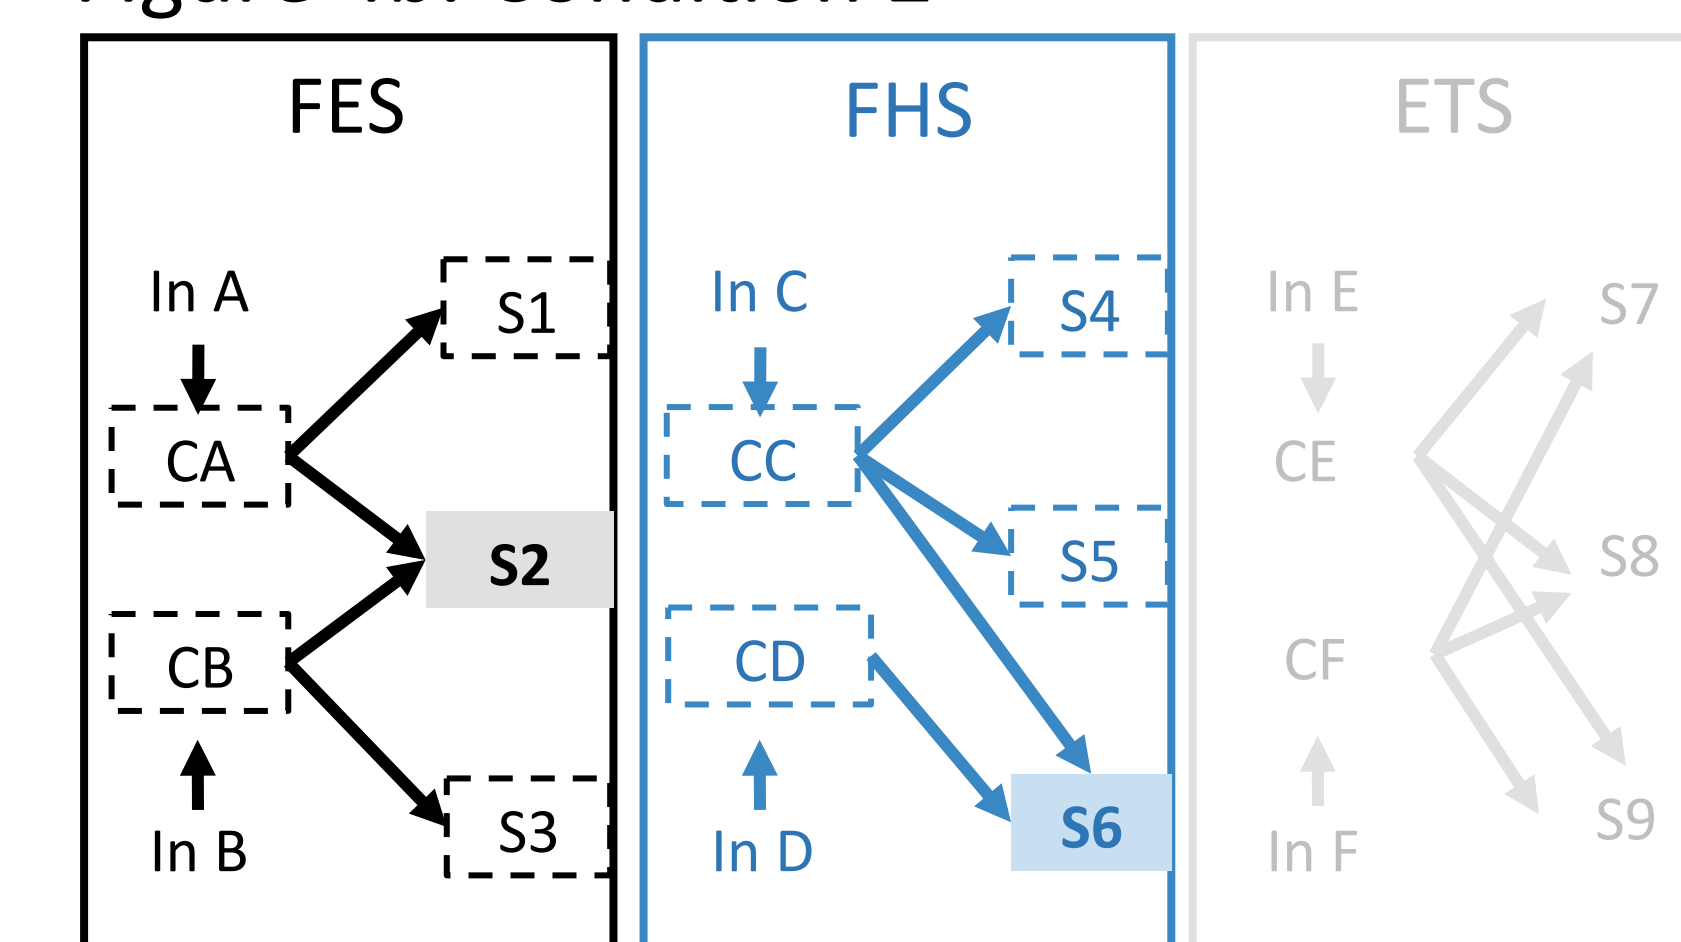 FES
In A
CA
CB
In B
S1
S2
S3
FHS
In C
CC
CD
In D
S4
S5
S6
ETS
In E
CE
CF
In F
S7
S8
S9